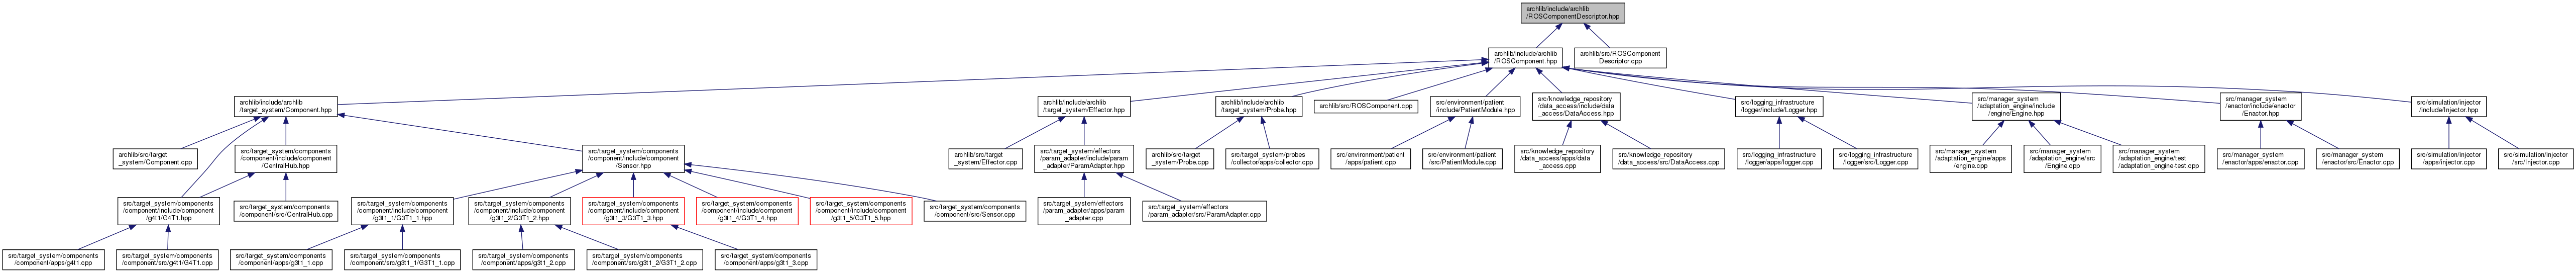 archlib/include/archlib
/ROSComponentDescriptor.hpp
archlib/include/archlib
/ROSComponent.hpp
archlib/src/ROSComponent
Descriptor.cpp
archlib/include/archlib
/target_system/Component.hpp
archlib/include/archlib
/target_system/Effector.hpp
archlib/include/archlib
/target_system/Probe.hpp
archlib/src/ROSComponent.cpp
src/environment/patient
/include/PatientModule.hpp
src/knowledge_repository
/data_access/include/data
_access/DataAccess.hpp
src/logging_infrastructure
/logger/include/Logger.hpp
src/manager_system
/adaptation_engine/include
/engine/Engine.hpp
src/manager_system
/enactor/include/enactor
/Enactor.hpp
src/simulation/injector
/include/Injector.hpp
archlib/src/target
_system/Component.cpp
src/target_system/components
/component/include/component
/CentralHub.hpp
src/target_system/components
/component/include/component
/Sensor.hpp
archlib/src/target
_system/Effector.cpp
src/target_system/effectors
/param_adapter/include/param
_adapter/ParamAdapter.hpp
archlib/src/target
_system/Probe.cpp
src/target_system/probes
/collector/apps/collector.cpp
src/environment/patient
/apps/patient.cpp
src/environment/patient
/src/PatientModule.cpp
src/knowledge_repository
/data_access/apps/data
_access.cpp
src/knowledge_repository
/data_access/src/DataAccess.cpp
src/logging_infrastructure
/logger/apps/logger.cpp
src/logging_infrastructure
/logger/src/Logger.cpp
src/manager_system
/adaptation_engine/apps
/engine.cpp
src/manager_system
/adaptation_engine/src
/Engine.cpp
src/manager_system
/adaptation_engine/test
/adaptation_engine-test.cpp
src/manager_system
/enactor/apps/enactor.cpp
src/manager_system
/enactor/src/Enactor.cpp
src/simulation/injector
/apps/injector.cpp
src/simulation/injector
/src/Injector.cpp
src/target_system/components
/component/include/component
/g4t1/G4T1.hpp
src/target_system/components
/component/src/CentralHub.cpp
src/target_system/components
/component/include/component
/g3t1_1/G3T1_1.hpp
src/target_system/components
/component/include/component
/g3t1_2/G3T1_2.hpp
src/target_system/components
/component/include/component
/g3t1_3/G3T1_3.hpp
src/target_system/components
/component/include/component
/g3t1_4/G3T1_4.hpp
src/target_system/components
/component/include/component
/g3t1_5/G3T1_5.hpp
src/target_system/components
/component/src/Sensor.cpp
src/target_system/effectors
/param_adapter/apps/param
_adapter.cpp
src/target_system/effectors
/param_adapter/src/ParamAdapter.cpp
src/target_system/components
/component/apps/g4t1.cpp
src/target_system/components
/component/src/g4t1/G4T1.cpp
src/target_system/components
/component/apps/g3t1_1.cpp
src/target_system/components
/component/src/g3t1_1/G3T1_1.cpp
src/target_system/components
/component/apps/g3t1_2.cpp
src/target_system/components
/component/src/g3t1_2/G3T1_2.cpp
src/target_system/components
/component/apps/g3t1_3.cpp